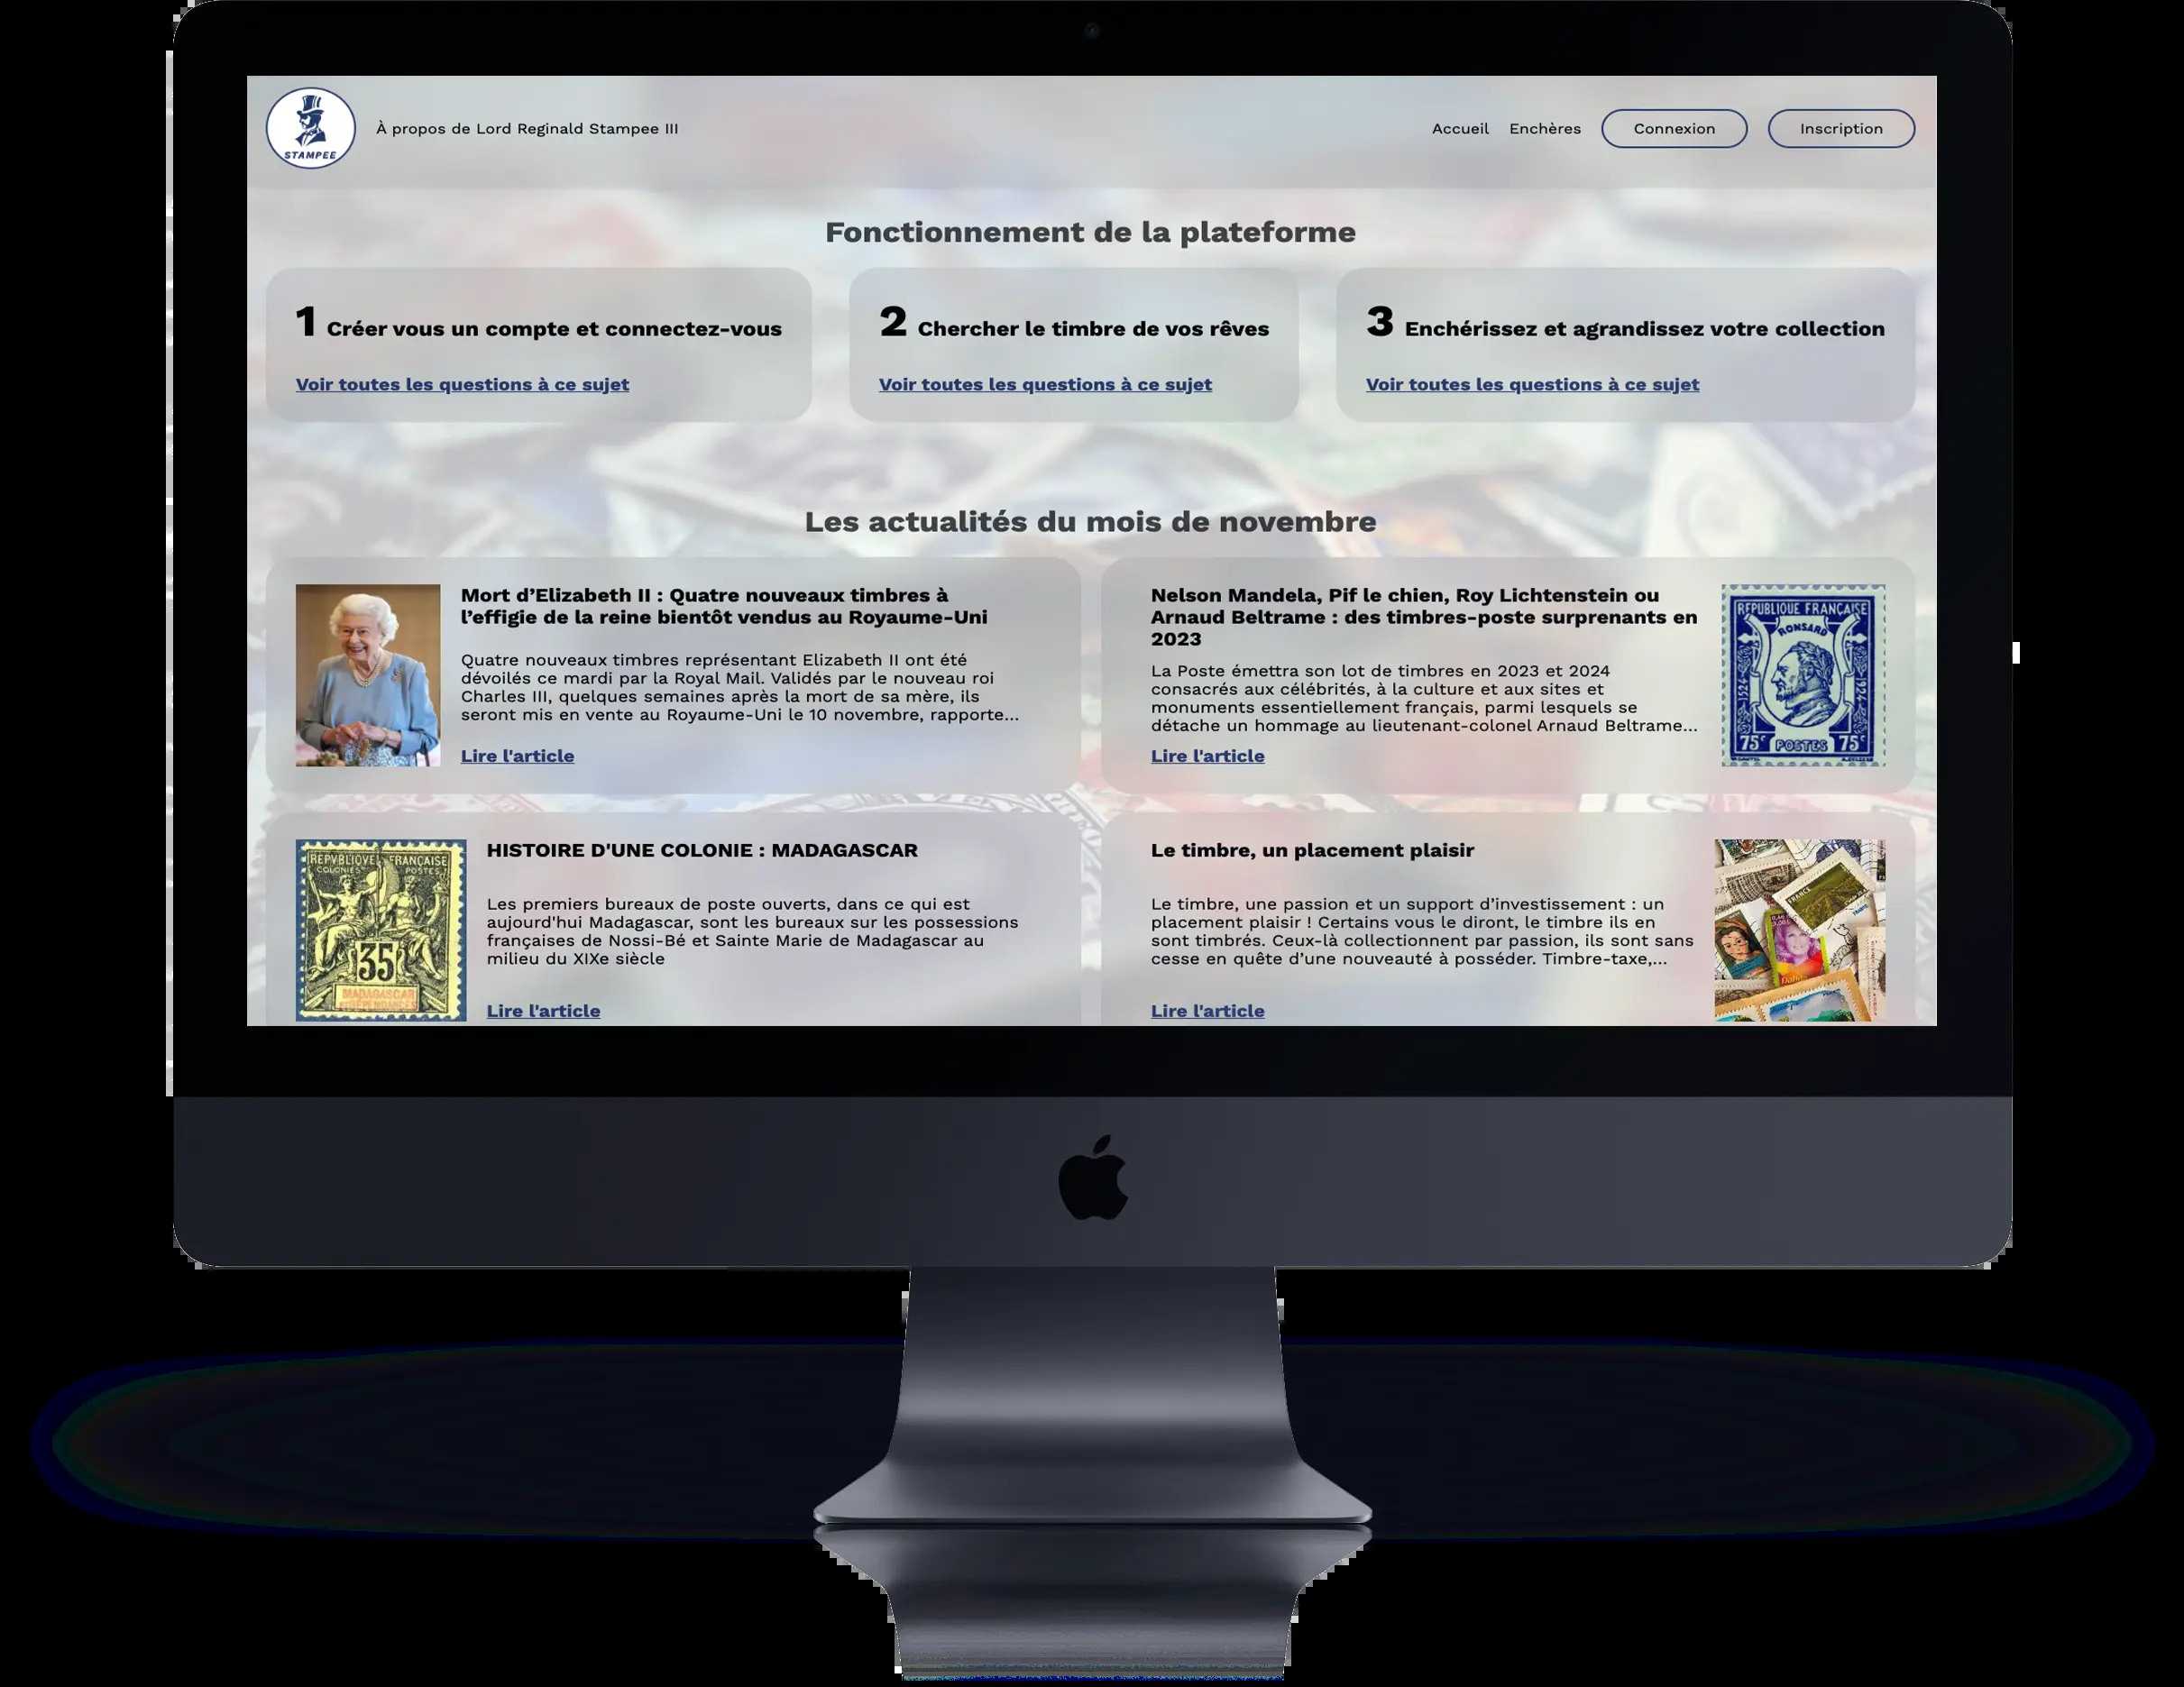 STAMPEE
À propos de Lord Reginald Stampee III
Accueil
Enchères
Connexion
Inscription
Fonctionnement de la plateforme
1 Créer vous un compte et connectez-vous
Voir toutes les questions à ce sujet
2 Chercher le timbre de vos rêves
Voir toutes les questions à ce sujet
3 Enchérissez et agrandissez votre collection
Voir toutes les questions à ce sujet
Les actualités du mois de novembre
Mort d’Elizabeth II : Quatre nouveaux timbres à
l’effigie de la reine bientôt vendus au Royaume-Uni
Quatre nouveaux timbres représentant Elizabeth II ont été
dévoilés ce mardi par la Royal Mail. Validés par le nouveau roi
Charles III, quelques semaines après la mort de sa mère, ils
seront mis en vente au Royaume-Uni le 10 novembre, rapporte...
Lire l'article
Nelson Mandela, Pif le chien, Roy Lichtenstein ou
Arnaud Beltrame : des timbres-poste surprenants en
2023
La Poste émettra son lot de timbres en 2023 et 2024
consacrés aux célébrités, à la culture et aux sites et
monuments essentiellement français, parmi lesquels se
détache un hommage au lieutenant-colonel Arnaud Beltrame...
Lire l'article
REPUBLIQUE FRANÇAISE
RONSARD
1524
1924
75c POSTES 75c
REPVBLIQVE FRANÇAISE
COLONIES POSTES
35
MADAGASCAR
HISTOIRE D'UNE COLONIE : MADAGASCAR
Les premiers bureaux de poste ouverts, dans ce qui est
aujourd'hui Madagascar, sont les bureaux sur les possessions
françaises de Nossi-Bé et Sainte Marie de Madagascar au
milieu du XIXe siècle
Lire l'article
Le timbre, un placement plaisir
Le timbre, une passion et un support d’investissement : un
placement plaisir ! Certains vous le diront, le timbre ils en
sont timbrés. Ceux-là collectionnent par passion, ils sont sans
cesse en quête d’une nouveauté à posséder. Timbre-taxe,...
Lire l'article
FRANCE